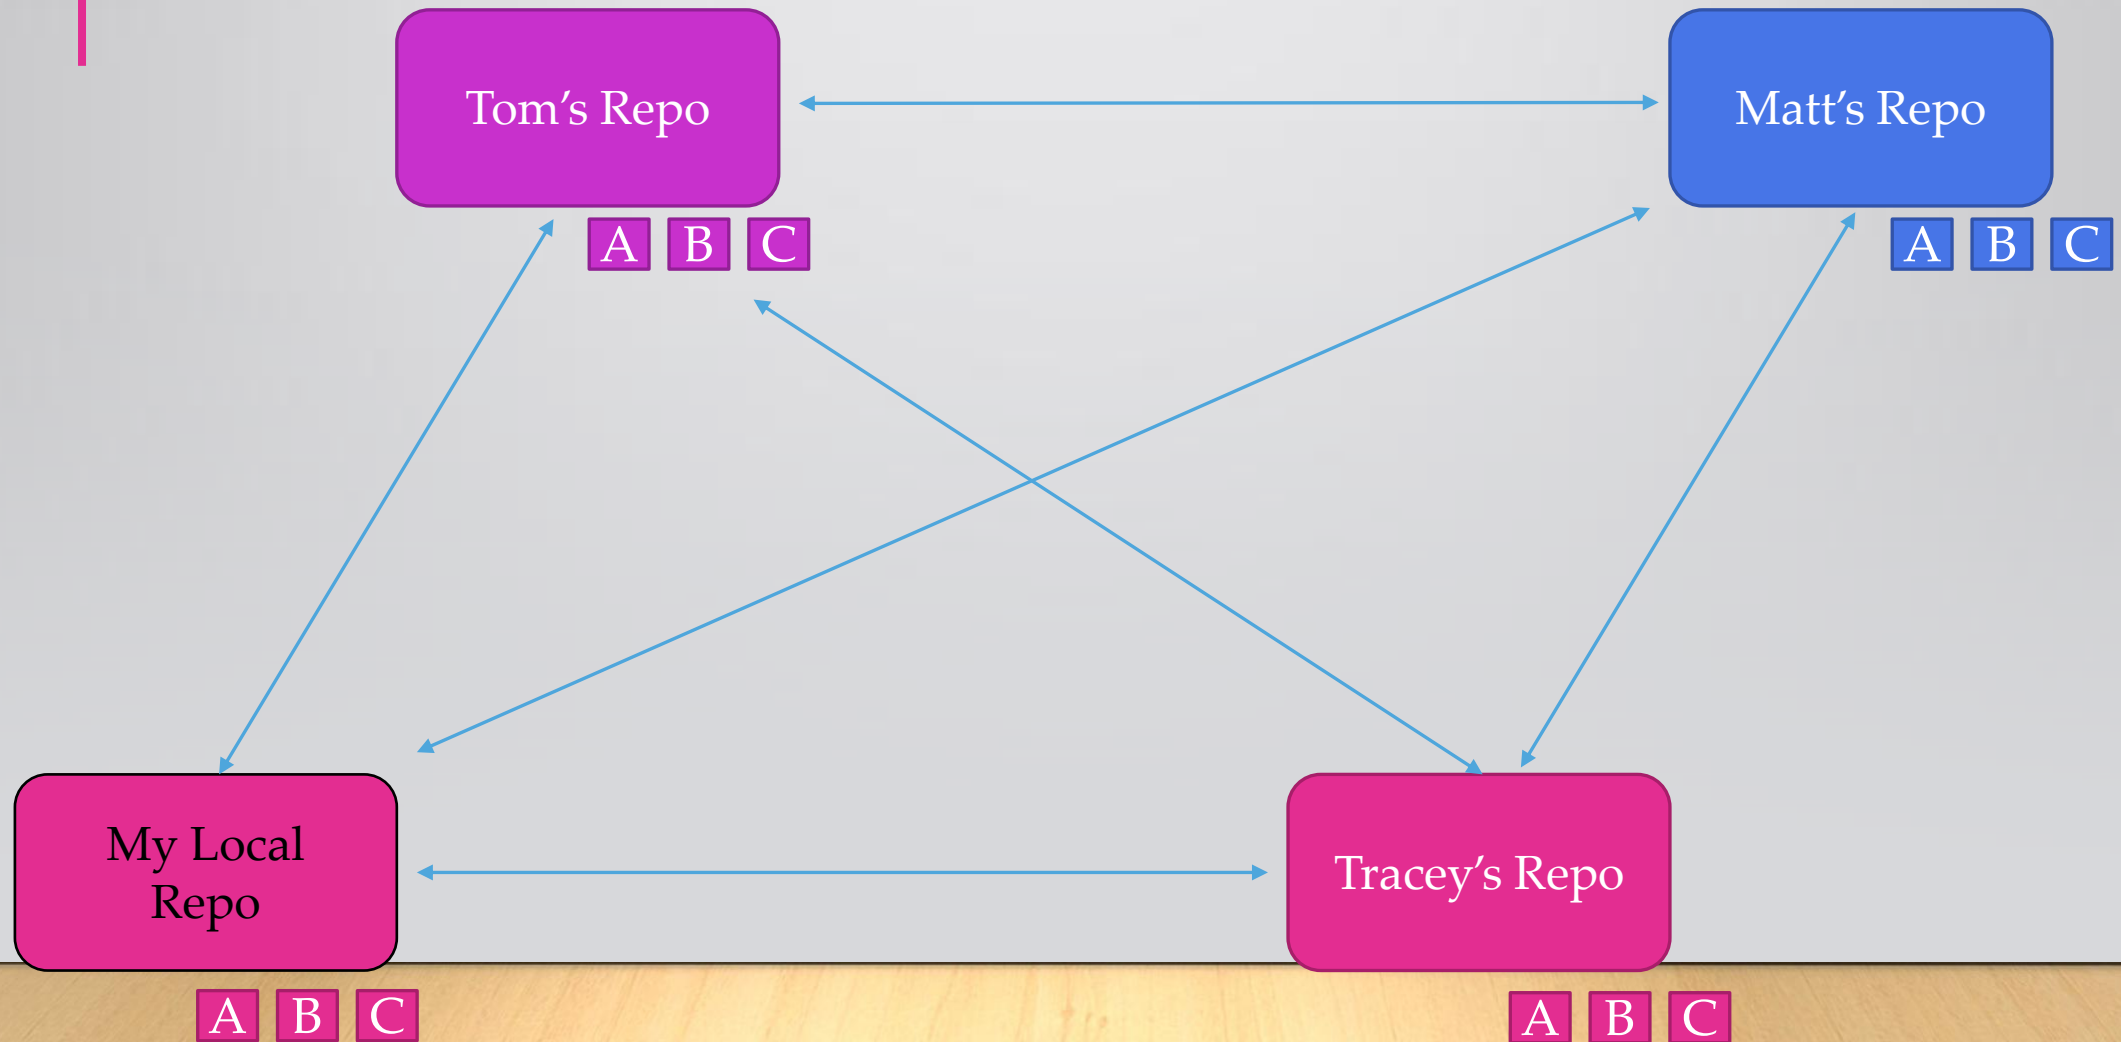 Tom’s Repo
Matt’s Repo
A B C
A B C
My Local
Repo
Tracey’s Repo
A B C
A B C